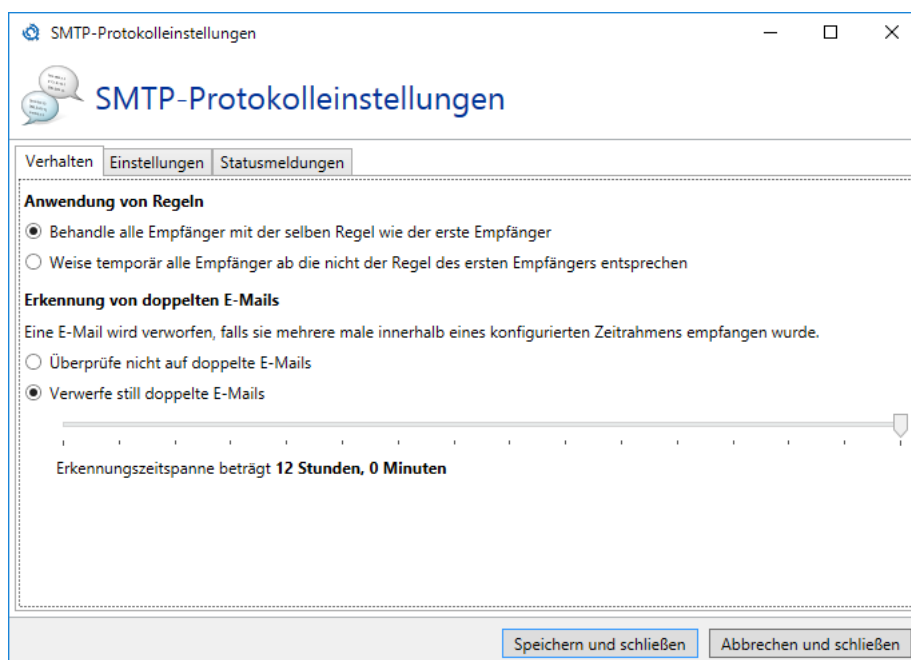 SMTP-Protokolleinstellungen
SMTP-Protokolleinstellungen
Verhalten Einstellungen Statusmeldungen
Anwendung von Regeln
Behandle alle Empfänger mit der selben Regel wie der erste Empfänger
Weise temporär alle Empfänger ab die nicht der Regel des ersten Empfängers entsprechen
Erkennung von doppelten E-Mails
Eine E-Mail wird verworfen, falls sie mehrere male innerhalb eines konfigurierten Zeitrahmens empfangen wurde.
Überprüfe nicht auf doppelte E-Mails
Verwerfe still doppelte E-Mails
Erkennungszeitspanne beträgt 12 Stunden, 0 Minuten
Speichern und schließen Abbrechen und schließen